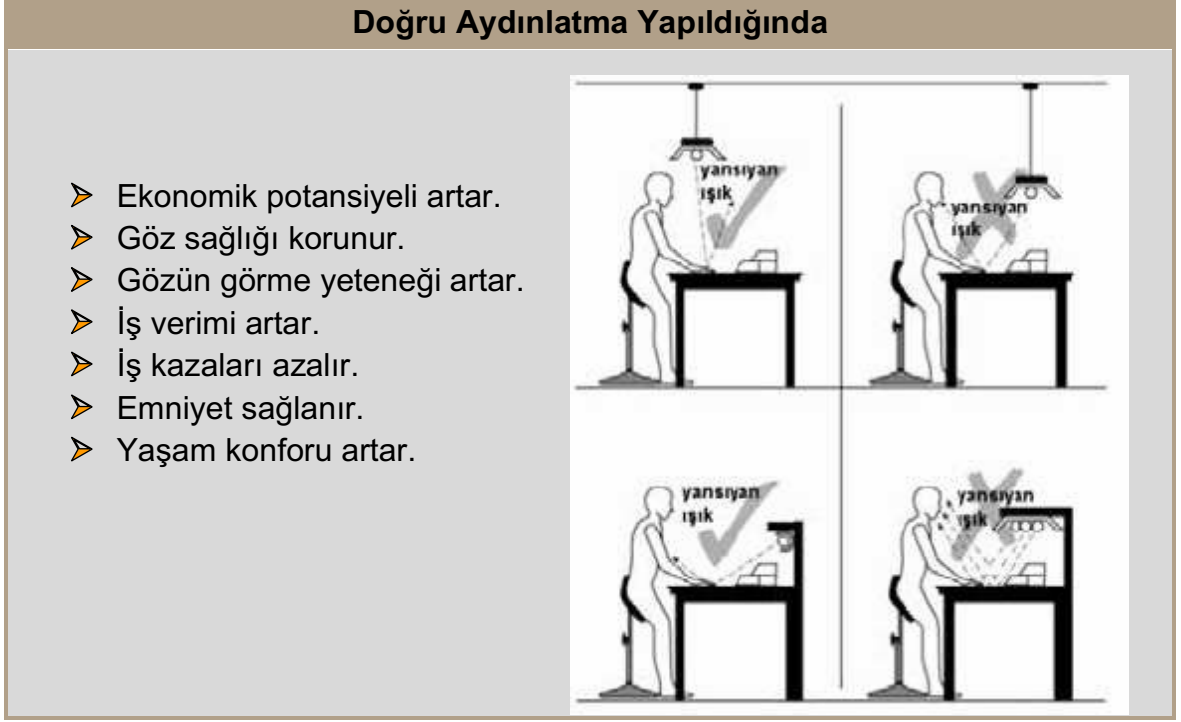 Doğru Aydınlatma Yapıldığında
Ekonomik potansiyeli artar.
Göz sağlığı korunur.
Gözün görme yeteneği artar.
İş verimi artar.
İş kazaları azalır.
Emniyet sağlanır.
Yaşam konforu artar.
yansıyan
ışık
yansıyan
ışık
yansıyan
ışık
yansıyan
ışık